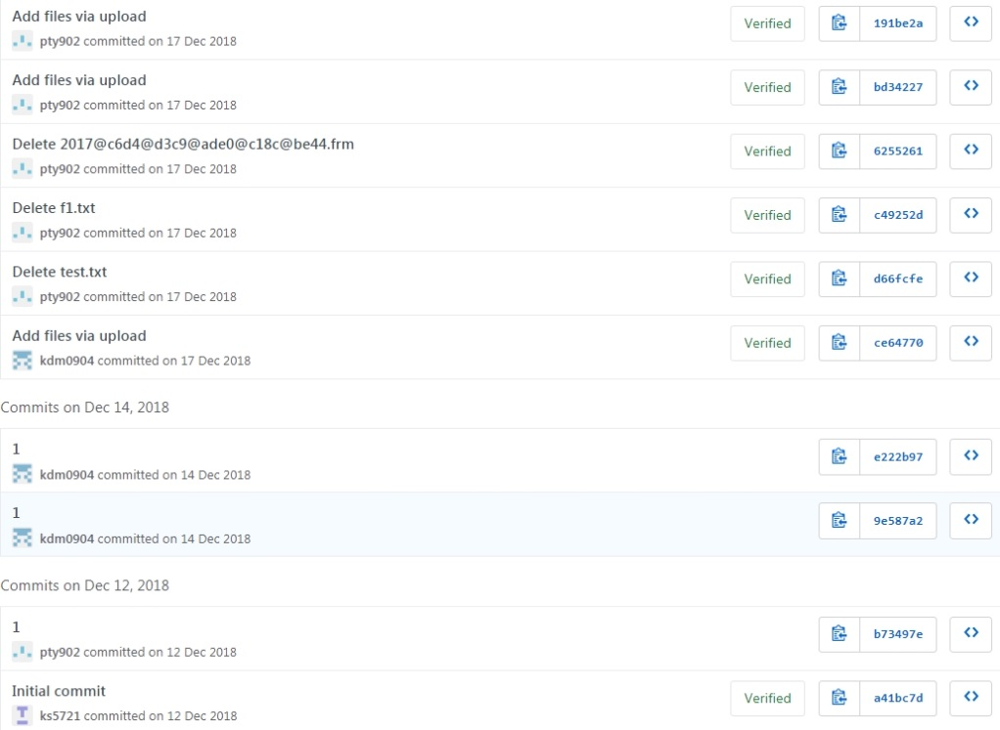 Add files via upload
Verified
191be2a
pty902 committed on 17 Dec 2018
Add files via upload
Verified
bd34227
pty902 committed on 17 Dec 2018
Delete 2017@c6d4@d3c9@ade0@c18c@be44.frm
Verified
6255261
pty902 committed on 17 Dec 2018
Delete f1.txt
Verified
c49252d
pty902 committed on 17 Dec 2018
Delete test.txt
Verified
d66fcfe
pty902 committed on 17 Dec 2018
Add files via upload
Verified
ce64770
kdm0904 committed on 17 Dec 2018
Commits on Dec 14, 2018
1
e222b97
kdm0904 committed on 14 Dec 2018
1
9e587a2
kdm0904 committed on 14 Dec 2018
Commits on Dec 12, 2018
1
b73497e
pty902 committed on 12 Dec 2018
Initial commit
Verified
a41bc7d
ks5721 committed on 12 Dec 2018